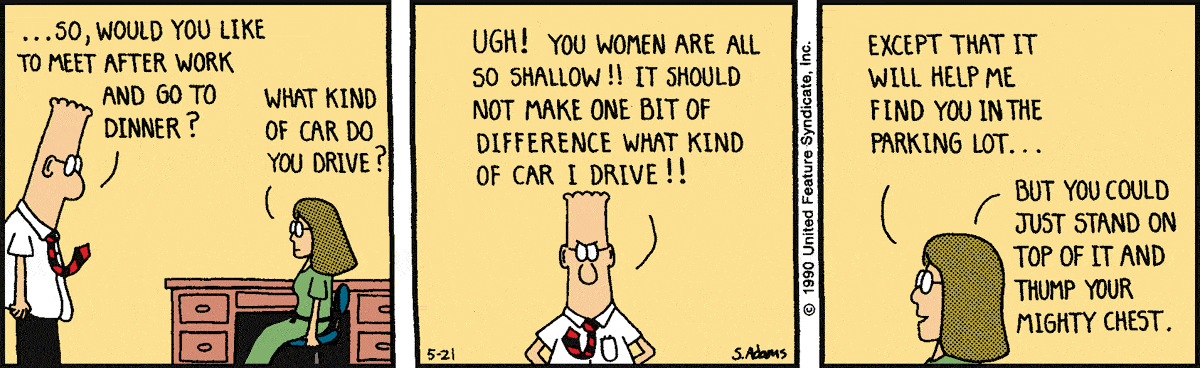 ...SO, WOULD YOU LIKE
TO MEET AFTER WORK
AND GO TO
DINNER?
WHAT KIND
OF CAR DO
YOU DRIVE?
UGH! YOU WOMEN ARE ALL
SO SHALLOW!! IT SHOULD
NOT MAKE ONE BIT OF
DIFFERENCE WHAT KIND
OF CAR I DRIVE!!
5-21
S.Adams
© 1990 United Feature Syndicate, Inc.
EXCEPT THAT IT
WILL HELP ME
FIND YOU IN THE
PARKING LOT...
BUT YOU COULD
JUST STAND ON
TOP OF IT AND
THUMP YOUR
MIGHTY CHEST.